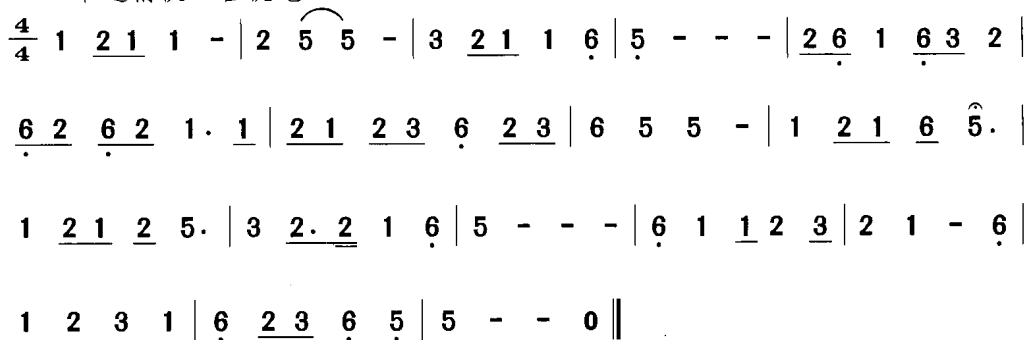 4/4 1 2 1 1 - | 2 5 5 - | 3 2 1 1 6̣ | 5̣ - - - | 2 6̣ 1 6̣ 3 2 |
6̣ 2 6̣ 2 1 · 1 | 2 1 2 3 6̣ 2 3 | 6 5 5 - | 1 2 1 6 5 · |
1 2 1 2 5 · | 3 2 · 2 1 6̣ | 5 - - - | 6̣ 1 1 2 3 | 2 1 - 6̣ |
1 2 3 1 | 6̣ 2 3 6̣ 5̣ | 5 - - 0 ‖